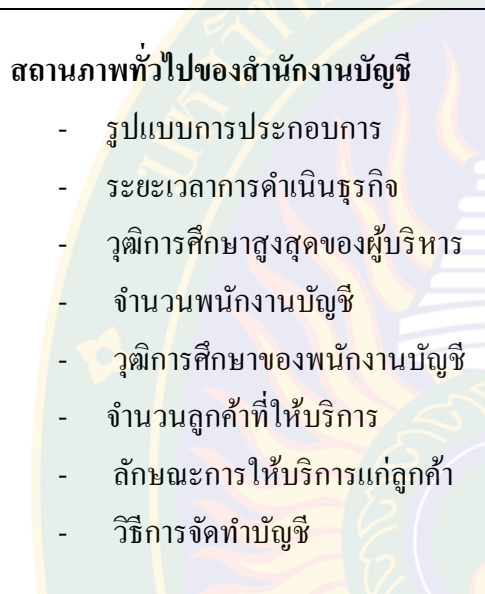 สถานภาพทั่วไปของสำนักงานบัญชี
- รูปแบบการประกอบการ
- ระยะเวลาการดำเนินธุรกิจ
- วุฒิการศึกษาสูงสุดของผู้บริหาร
- จำนวนพนักงานบัญชี
- วุฒิการศึกษาของพนักงานบัญชี
- จำนวนลูกค้าที่ให้บริการ
- ลักษณะการให้บริการแก่ลูกค้า
- วิธีการจัดทำบัญชี